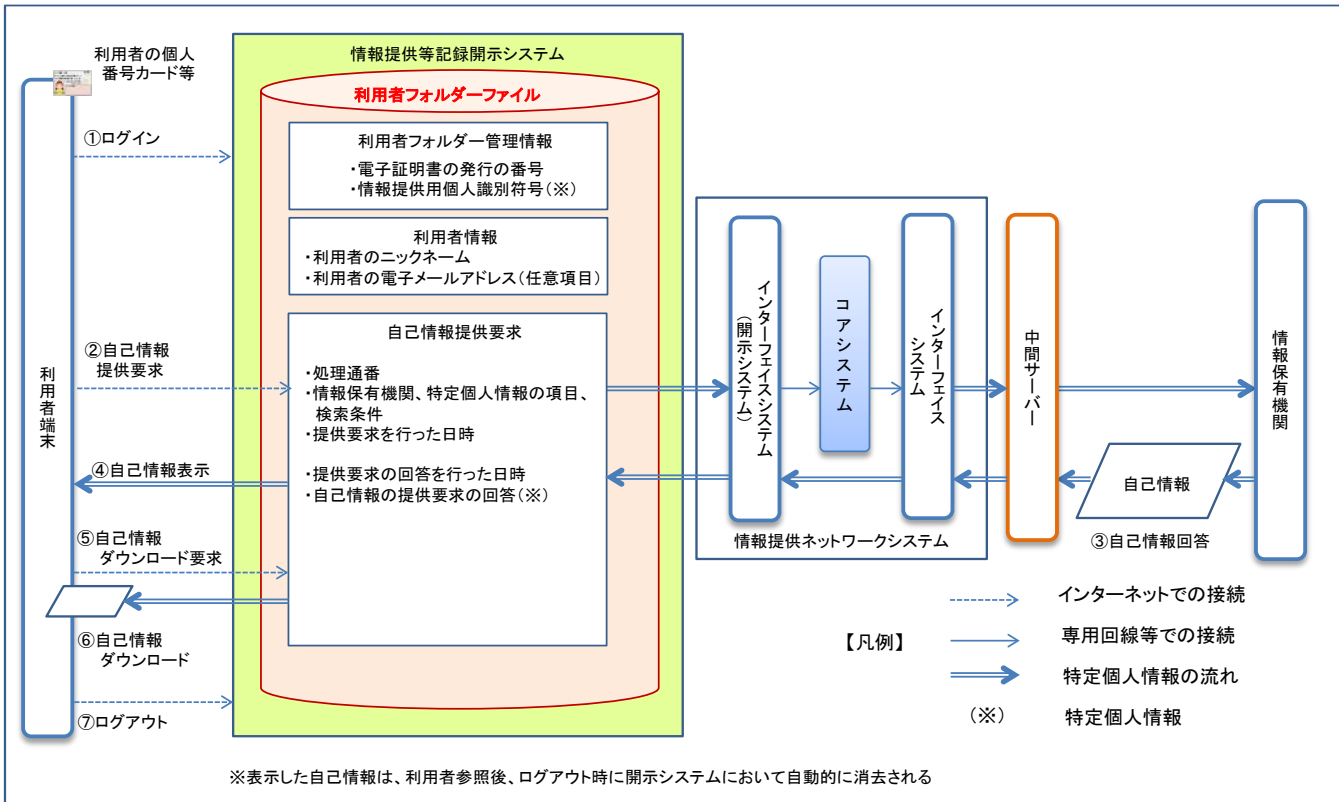 利用者の個人
番号カード等
利用者端末
①ログイン
②自己情報
提供要求
④自己情報表示
⑤自己情報
ダウンロード要求
⑥自己情報
ダウンロード
⑦ログアウト
情報提供等記録開示システム
利用者フォルダーファイル
利用者フォルダー管理情報
・電子証明書の発行の番号
・情報提供用個人識別符号(※)
利用者情報
・利用者のニックネーム
・利用者の電子メールアドレス(任意項目)
自己情報提供要求
・処理通番
・情報保有機関、特定個人情報の項目、
検索条件
・提供要求を行った日時
・提供要求の回答を行った日時
・自己情報の提供要求の回答(※)
インターフェイスシステム
(開示システム)
コアシステム
インターフェイス
システム
情報提供ネットワークシステム
中間サーバー
自己情報
③自己情報回答
情報保有機関
【凡例】
インターネットでの接続
専用回線等での接続
特定個人情報の流れ
(※) 特定個人情報
※表示した自己情報は、利用者参照後、ログアウト時に開示システムにおいて自動的に消去される